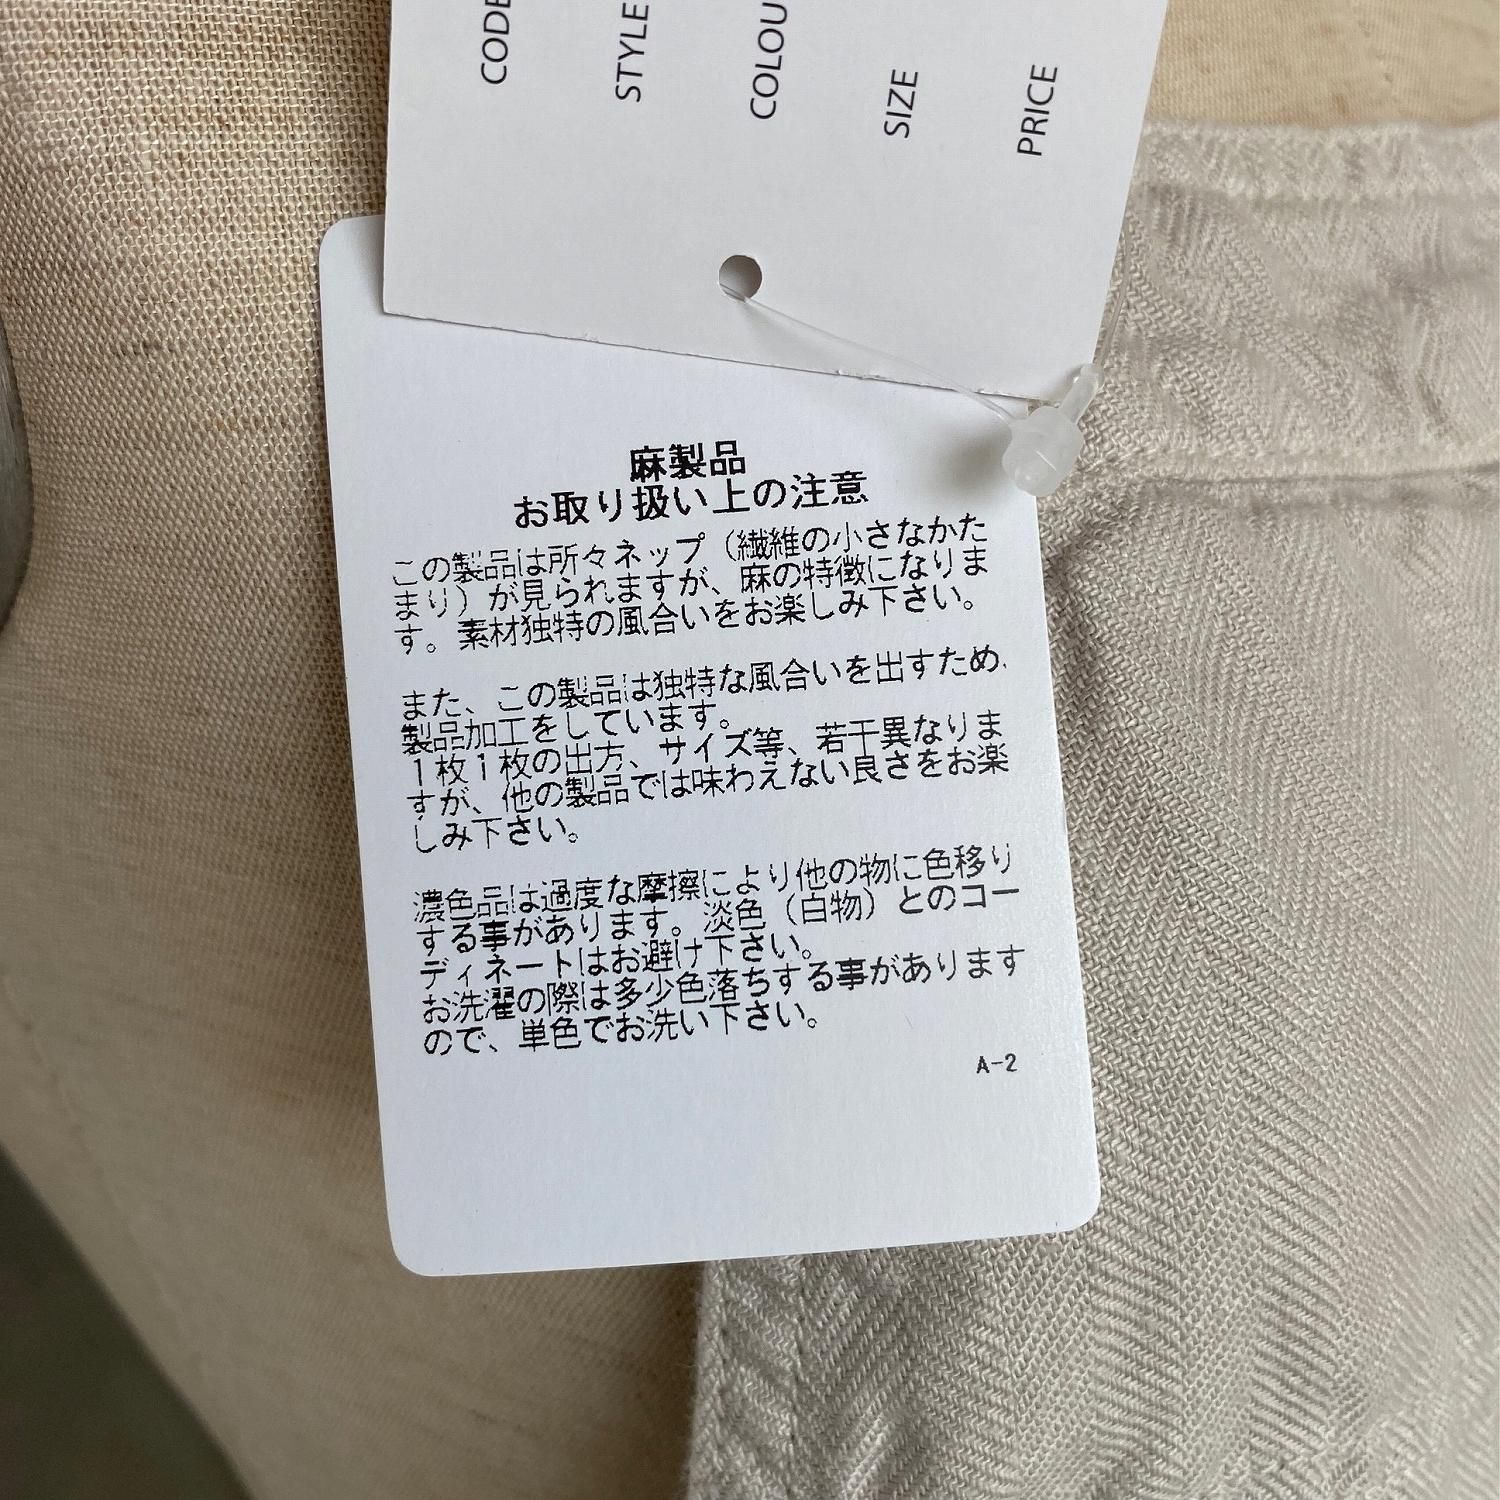 CODE
STYLE
COLOU
SIZE
PRICE
麻製品
お取り扱い上の注意
この製品は所々ネップ（繊維の小さなかた
まり）が見られますが、麻の特徴になりま
す。素材独特の風合いをお楽しみ下さい。
また、この製品は独特な風合いを出すため、
製品加工をしています。
1枚1枚の出方、サイズ等、若干異なりま
すが、他の製品では味わえない良さをお楽
しみ下さい。
濃色品は過度な摩擦により他の物に色移り
する事があります。淡色（白物）とのコー
ディネートはお避け下さい。
お洗濯の際は多少色落ちする事があります
ので、単色でお洗い下さい。
A-2